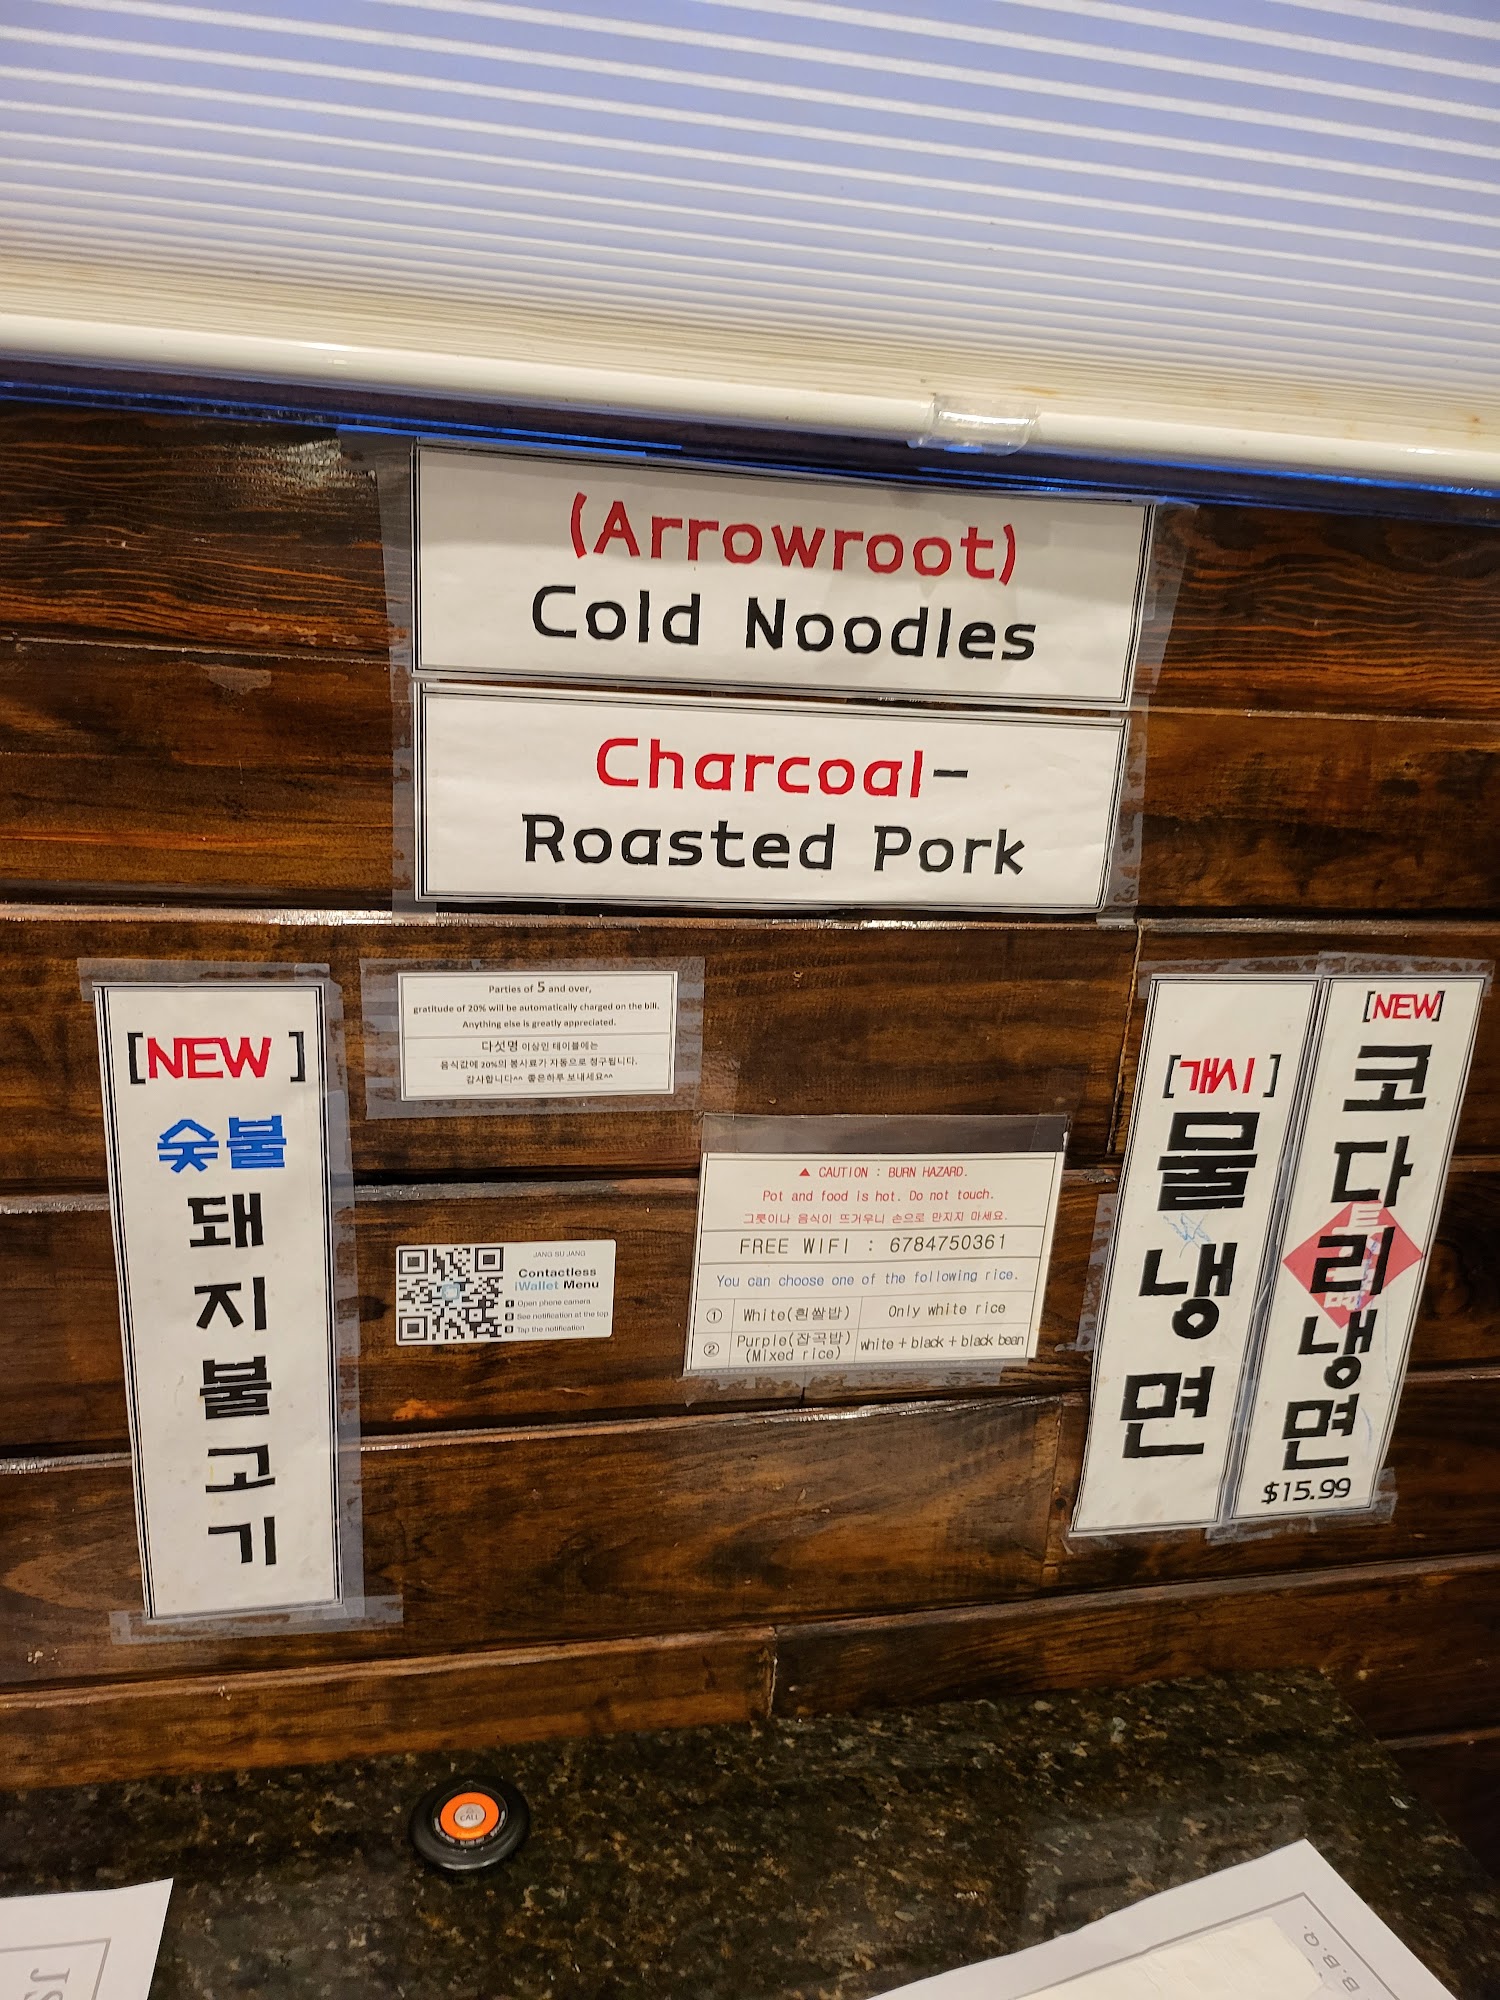 (Arrowroot)
Cold Noodles
Charcoal-
Roasted Pork
[NEW]
숯불
돼
지
불
고
기
Parties of 5 and over,
gratitude of 20% will be automatically charged on the bill.
Anything else is greatly appreciated.
다섯명 이상인 테이블에는
음식값에 20%의 봉사료가 자동으로 청구됩니다.
감사합니다^^ 좋은하루 보내세요^^
JANG SU JANG
Contactless
iWallet Menu
1 Open phone camera
2 See notification at the top
3 Tap the notification
▲ CAUTION : BURN HAZARD.
Pot and food is hot. Do not touch.
그릇이나 음식이 뜨거우니 손으로 만지지 마세요.
FREE WIFI : 6784750361
You can choose one of the following rice.
① White(흰쌀밥) Only white rice
② Purple(잡곡밥) (Mixed rice) white + black + black bean
[개시]
물
냉
면
[NEW]
코
다
리
냉
면
$15.99
CALL
B.B.Q.